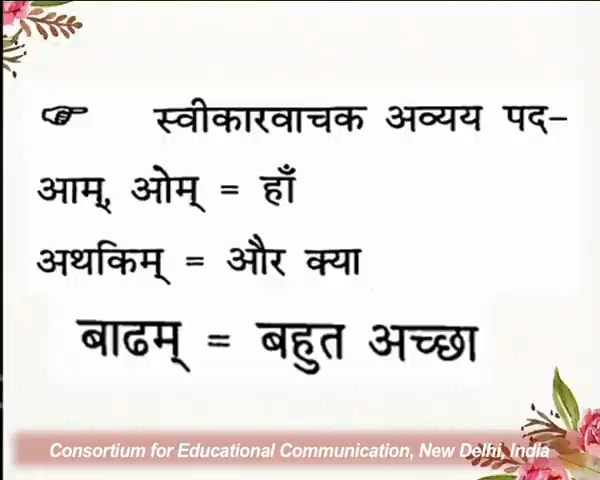 ☞ स्वीकारवाचक अव्यय पद-
आम्, ओम् = हाँ
अथकिम् = और क्या
बाढम् = बहुत अच्छा
Consortium for Educational Communication, New Delhi, India